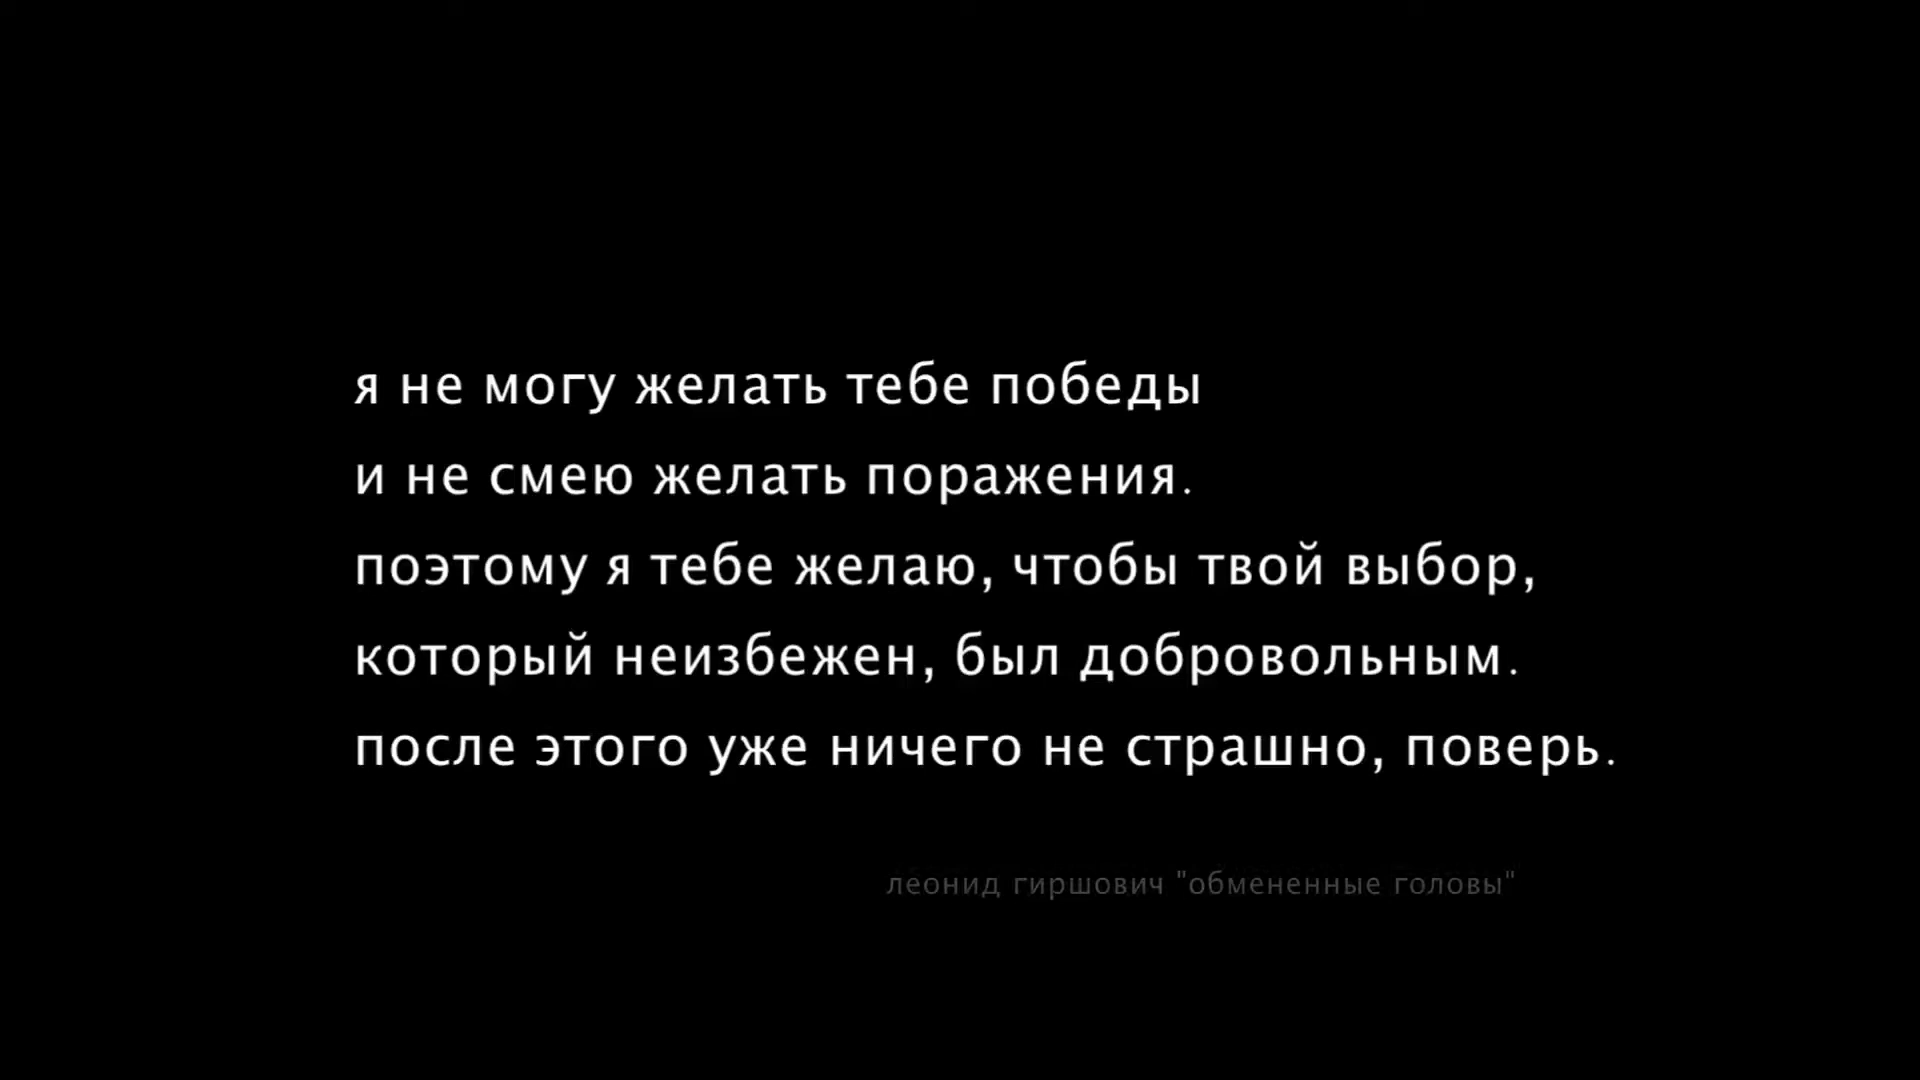 я не могу желать тебе победы
и не смею желать поражения.
поэтому я тебе желаю, чтобы твой выбор,
который неизбежен, был добровольным.
после этого уже ничего не страшно, поверь.
леонид гиршович "обмененные головы"